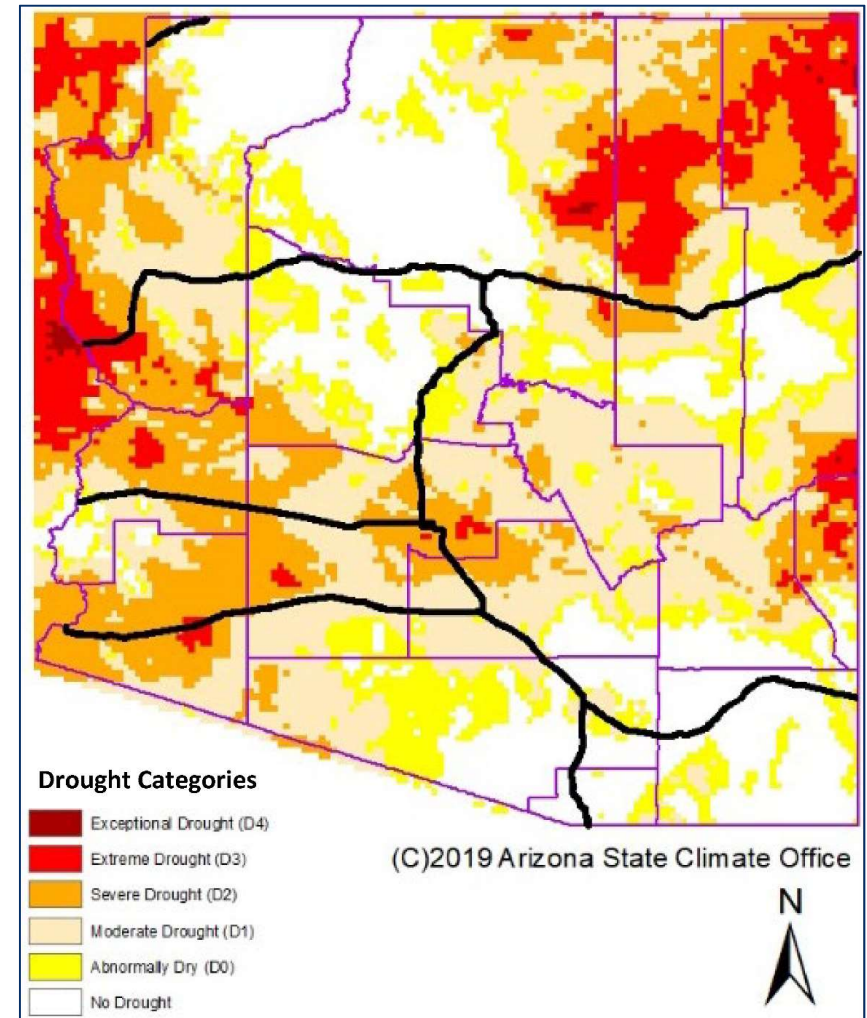 Drought Categories
Exceptional Drought (D4)
Extreme Drought (D3)
Severe Drought (D2)
Moderate Drought (D1)
Abnormally Dry (D0)
No Drought
(C)2019 Arizona State Climate Office
N